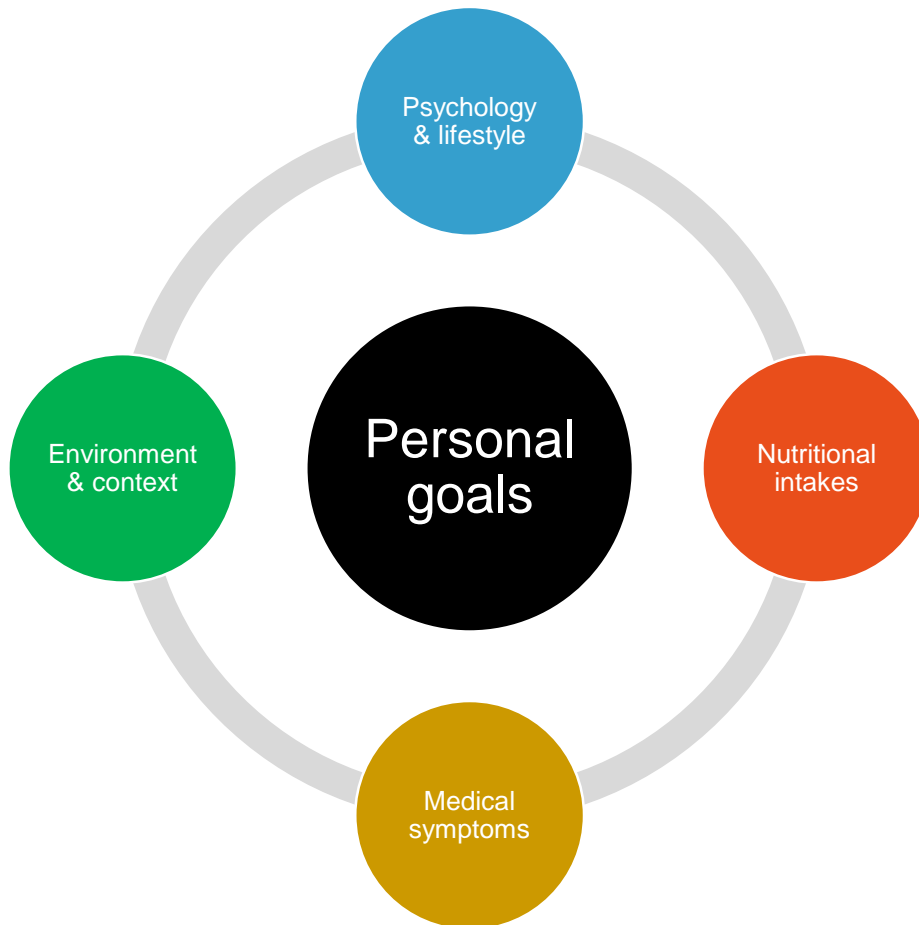 Psychology
& lifestyle
Environment
& context
Personal
goals
Nutritional
intakes
Medical
symptoms